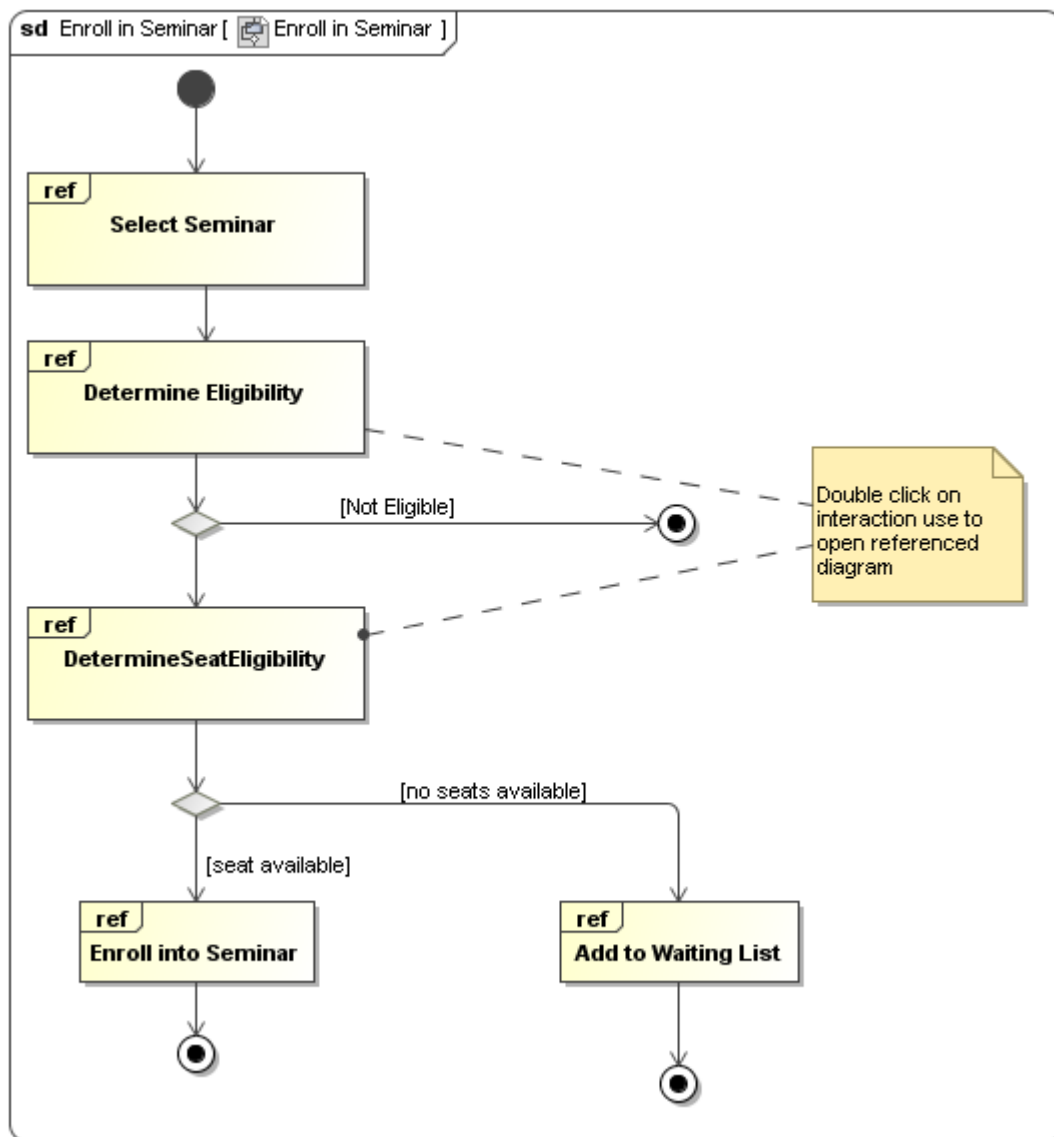 sd Enroll in Seminar [ Enroll in Seminar ]
ref
Select Seminar
ref
Determine Eligibility
[Not Eligible]
Double click on
interaction use to
open referenced
diagram
ref
DetermineSeatEligibility
[no seats available]
[seat available]
ref
Enroll into Seminar
ref
Add to Waiting List